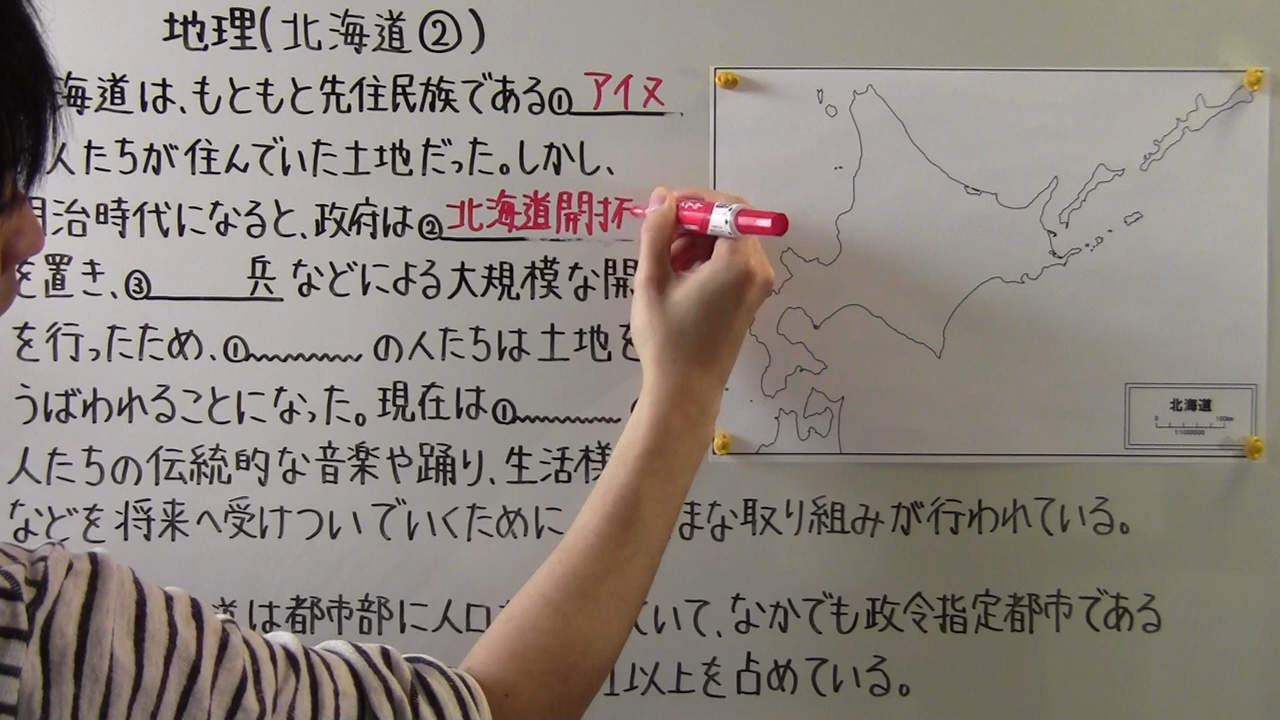 地理(北海道②)
海道は、もともと先住民族である①アイヌ
人たちが住んでいた土地だった。しかし、
明治時代になると、政府は②北海道開拓
を置き、③ 兵などによる大規模な開
を行ったため、① の人たちは土地を
うばわれることになった。現在は①
人たちの伝統的な音楽や踊り、生活様
などを将来へ受けついでいくために まな取り組みが行われている。
道は都市部に人口 ていて、なかでも政令指定都市である
1以上を占めている。
北海道
0 100km
1:1000000